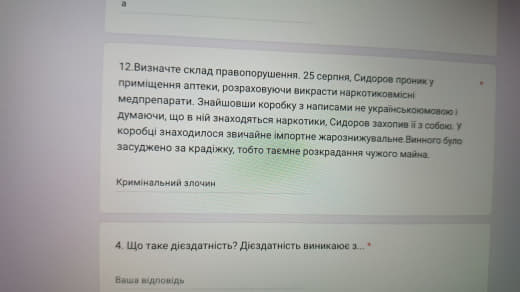 а
12.Визначте склад правопорушення. 25 серпня, Сидоров проник у *
приміщення аптеки, розраховуючи викрасти наркотиковмісні
медпрепарати. Знайшовши коробку з написами не українськоюмовою і
думаючи, що в ній знаходяться наркотики, Сидоров захопив її з собою. У
коробці знаходилося звичайне імпортне жарознижувальне.Винного було
засуджено за крадіжку, тобто таємне розкрадання чужого майна.
Кримінальний злочин
4. Що таке дієздатність? Дієздатність виникає з... *
Ваша відповідь